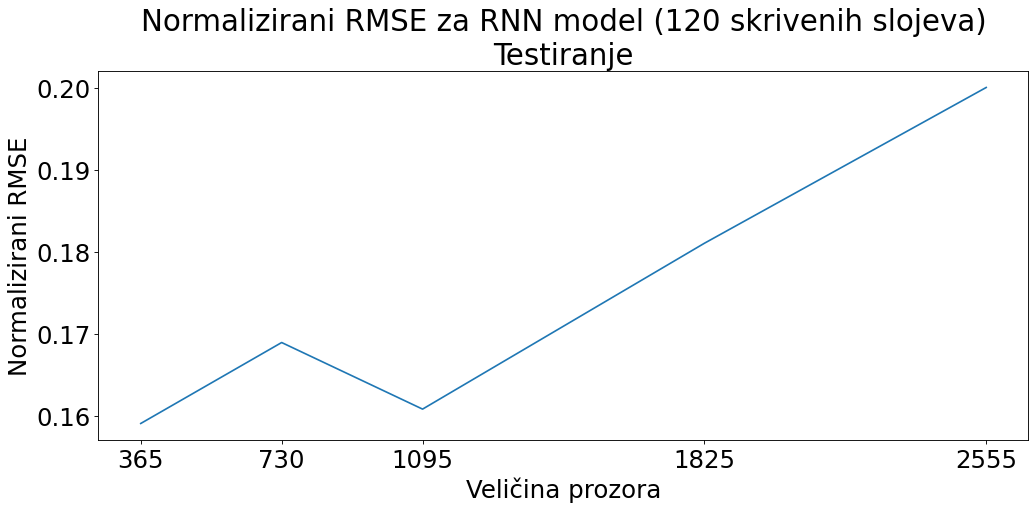 Normalizirani RMSE za RNN model (120 skrivenih slojeva)
Testiranje
Normalizirani RMSE
0.20
0.19
0.18
0.17
0.16
365 730 1095 1825 2555
Veličina prozora